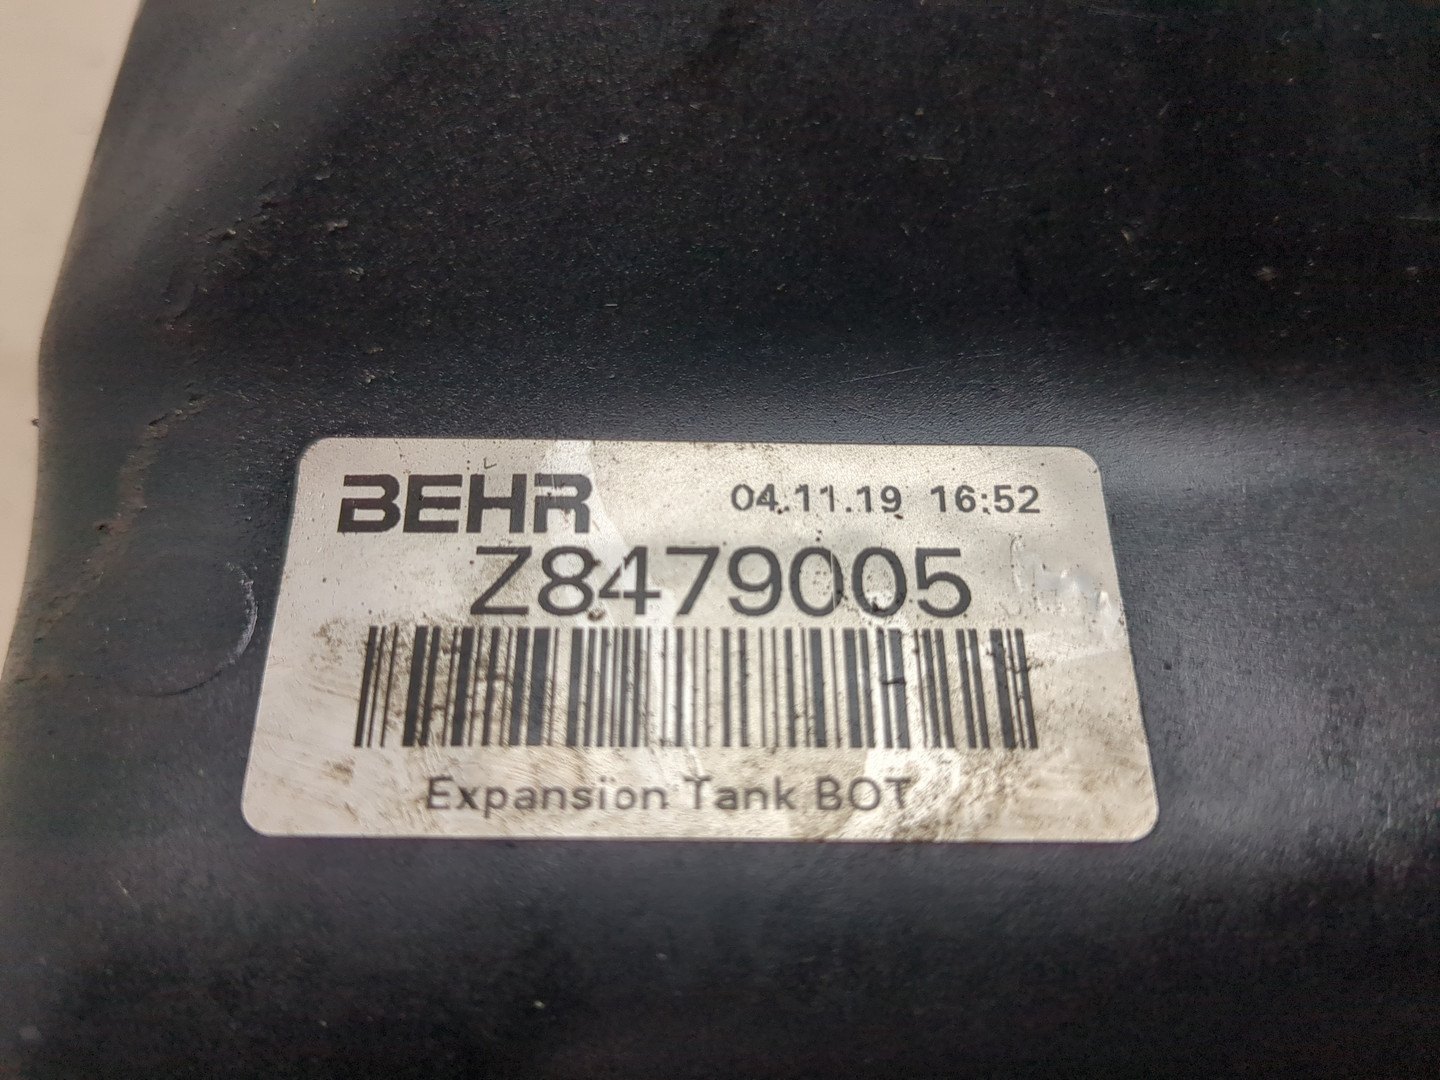 BEHR 04.11.19 16:52
Z8479005
Expansion Tank BOT